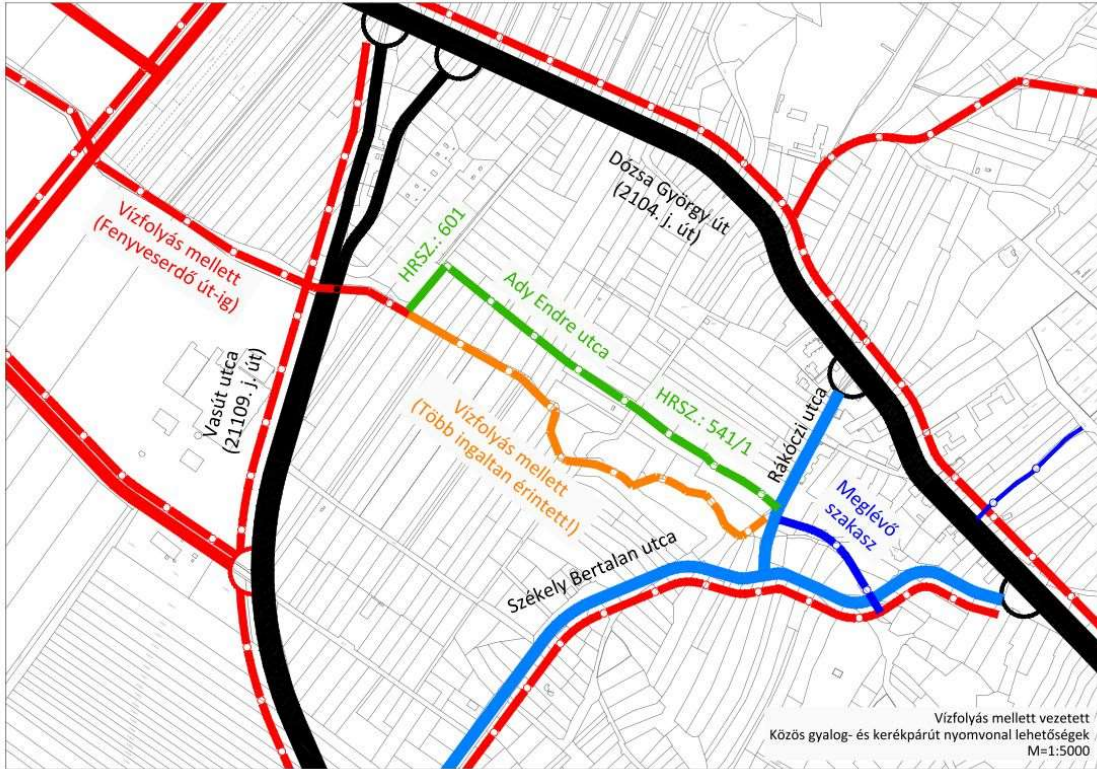 Dózsa György út
(2104. j. út)
Vízfolyás mellett
(Fenyveserdő út-ig)
HRSZ.: 601
Ady Endre utca
HRSZ.: 541/1
Vasút utca
(21109. j. út)
Vízfolyás mellett
(Több ingaltan érintett!)
Rákóczi utca
Meglévő
szakasz
Székely Bertalan utca
Vízfolyás mellett vezetett
Közös gyalog- és kerékpárút nyomvonal lehetőségek
M=1:5000